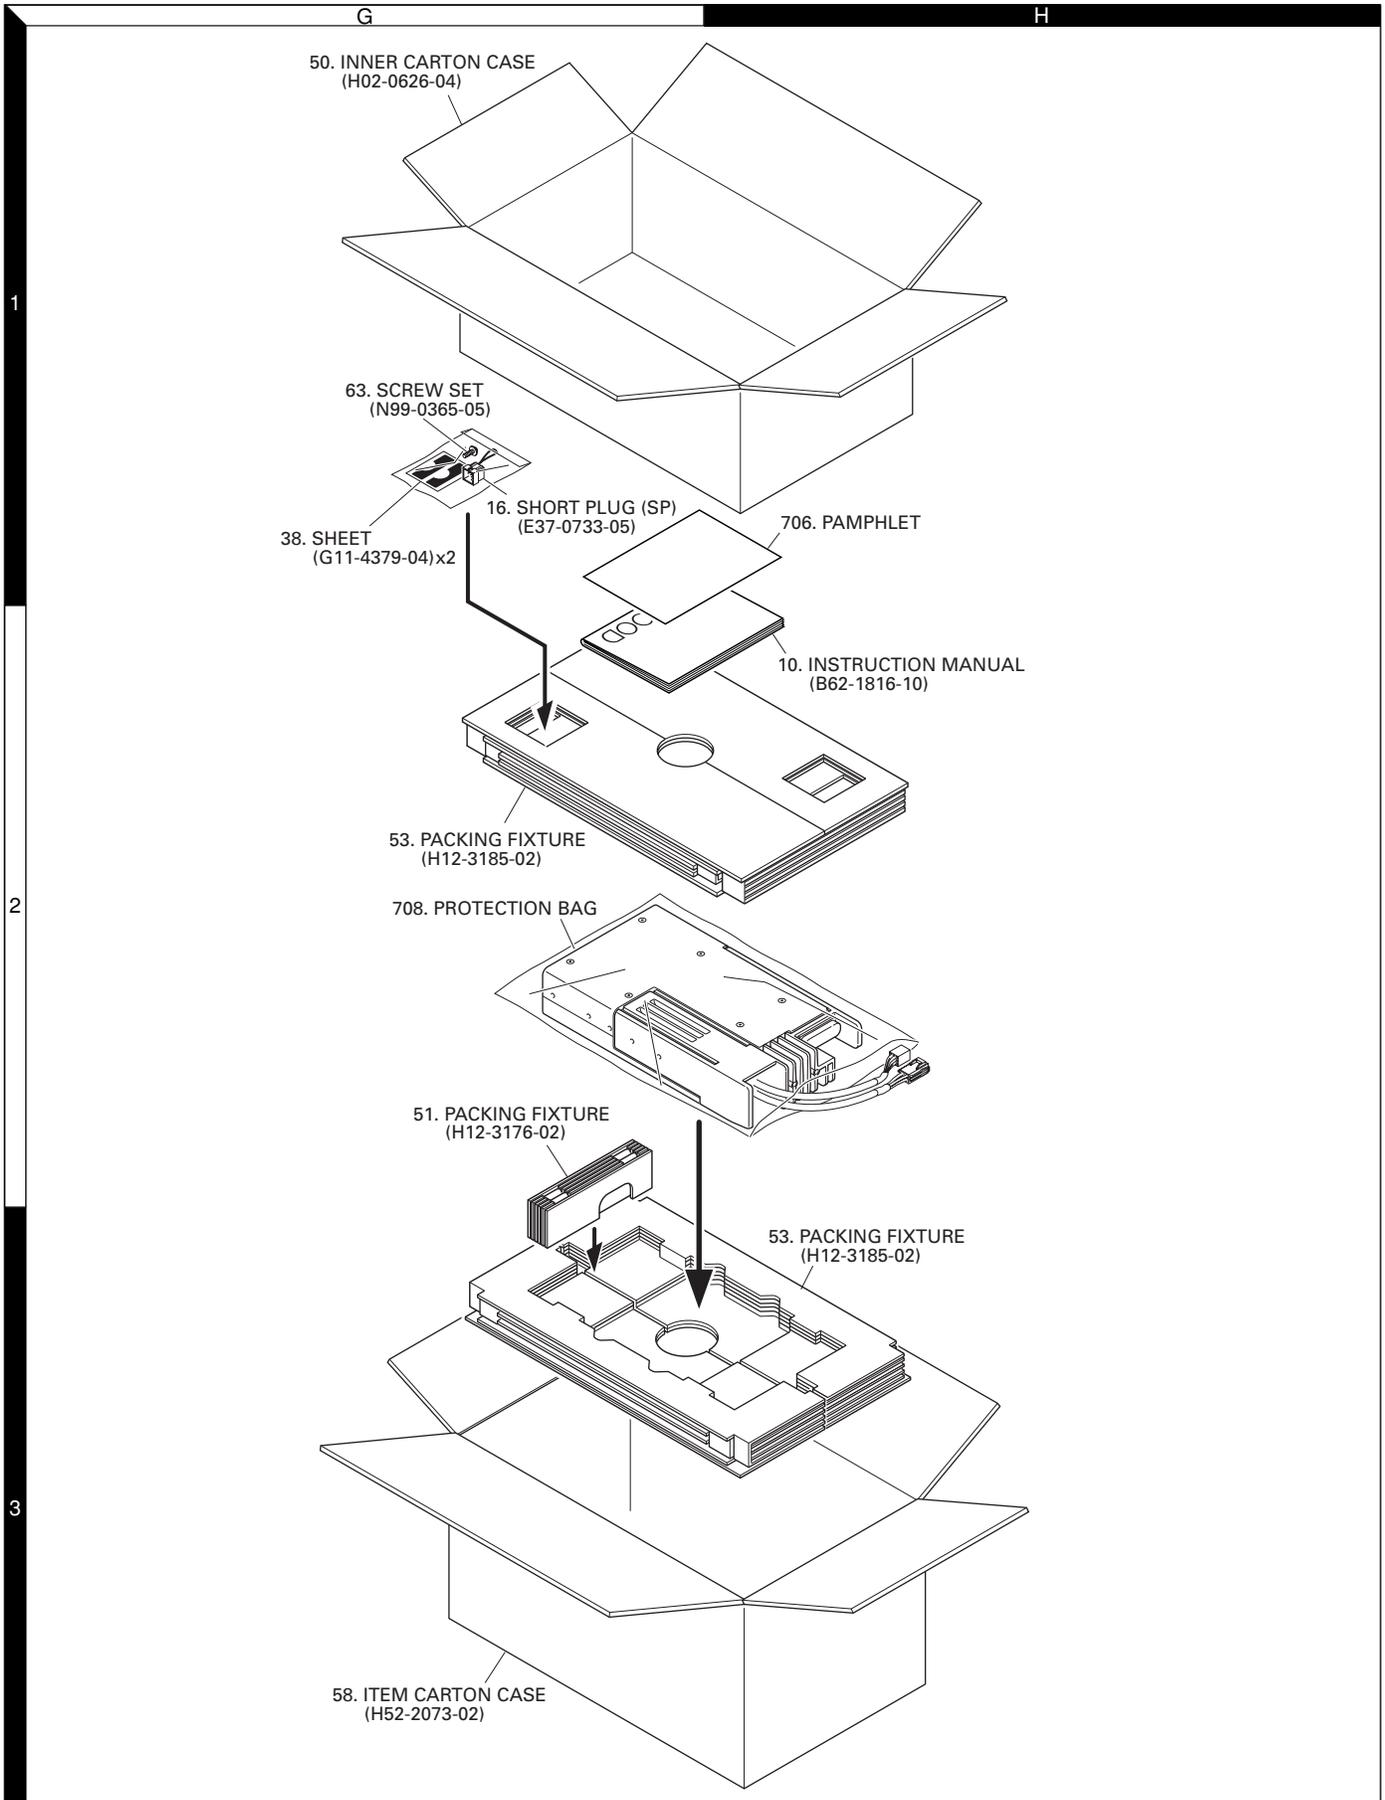 G
H
50. INNER CARTON CASE
(H02-0626-04)
1
63. SCREW SET
(N99-0365-05)
16. SHORT PLUG (SP)
(E37-0733-05)
706. PAMPHLET
38. SHEET
(G11-4379-04)x2
10. INSTRUCTION MANUAL
(B62-1816-10)
53. PACKING FIXTURE
(H12-3185-02)
2
708. PROTECTION BAG
51. PACKING FIXTURE
(H12-3176-02)
53. PACKING FIXTURE
(H12-3185-02)
3
58. ITEM CARTON CASE
(H52-2073-02)